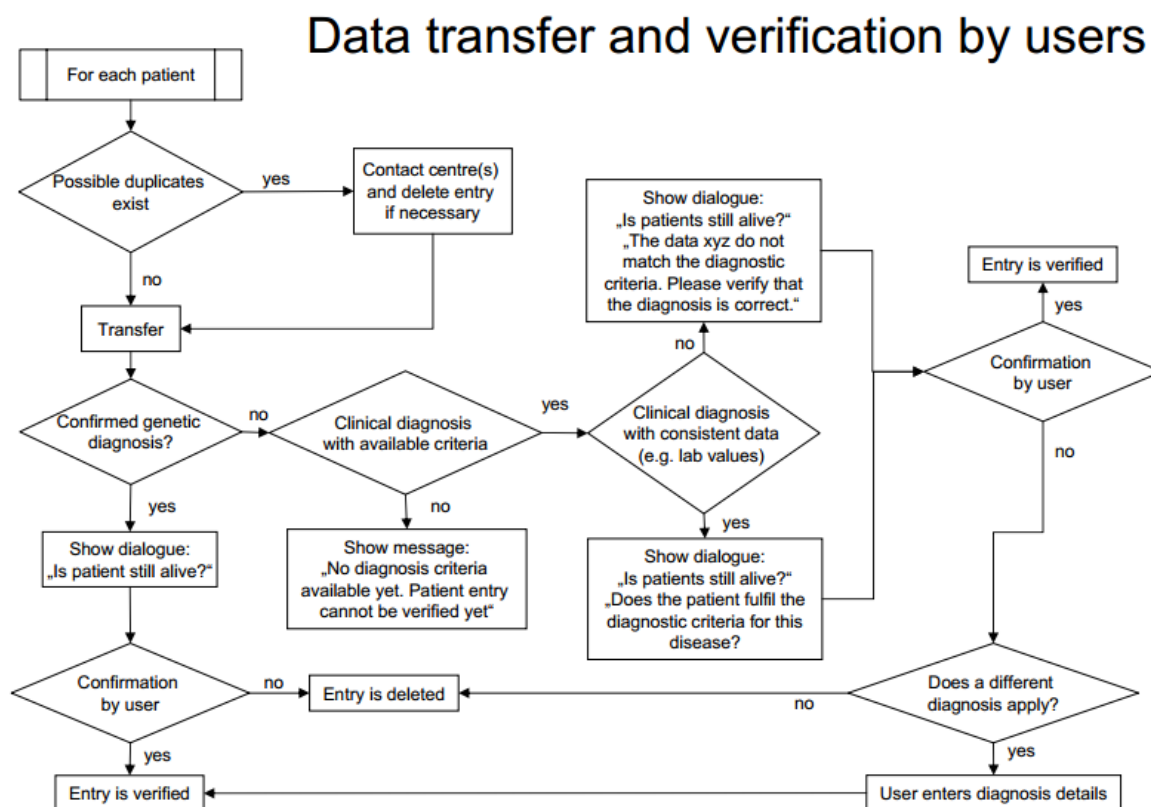 Data transfer and verification by users
For each patient
Possible duplicates
exist
yes
Contact centre(s)
and delete entry
if necessary
no
Transfer
Confirmed genetic
diagnosis?
no
Clinical diagnosis
with available criteria
yes
Clinical diagnosis
with consistent data
(e.g. lab values)
no
Show dialogue:
„Is patients still alive?“
„The data xyz do not
match the diagnostic
criteria. Please verify that
the diagnosis is correct.“
yes
Show dialogue:
„Is patients still alive?“
„Does the patient fulfil the
diagnostic criteria for this
disease?
no
Show message:
„No diagnosis criteria
available yet. Patient entry
cannot be verified yet“
yes
Show dialogue:
„Is patient still alive?“
Confirmation
by user
no
Entry is deleted
yes
Entry is verified
Confirmation
by user
yes
Entry is verified
no
Does a different
diagnosis apply?
no
yes
User enters diagnosis details